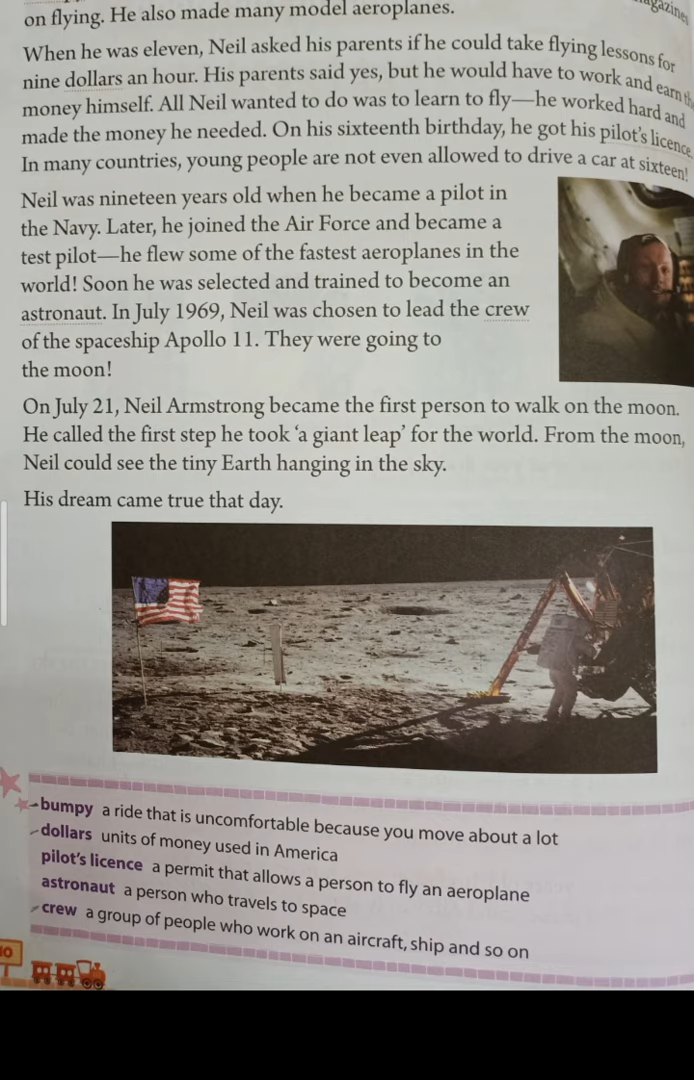 on flying. He also made many model aeroplanes.
When he was eleven, Neil asked his parents if he could take flying lessons for
nine dollars an hour. His parents said yes, but he would have to work and earn
money himself. All Neil wanted to do was to learn to fly—he worked hard and
made the money he needed. On his sixteenth birthday, he got his pilot's licence.
In many countries, young people are not even allowed to drive a car at sixteen!
Neil was nineteen years old when he became a pilot in
the Navy. Later, he joined the Air Force and became a
test pilot—he flew some of the fastest aeroplanes in the
world! Soon he was selected and trained to become an
astronaut. In July 1969, Neil was chosen to lead the crew
of the spaceship Apollo 11. They were going to
the moon!
On July 21, Neil Armstrong became the first person to walk on the moon.
He called the first step he took 'a giant leap' for the world. From the moon,
Neil could see the tiny Earth hanging in the sky.
His dream came true that day.
bumpy a ride that is uncomfortable because you move about a lot
dollars units of money used in America
pilot's licence a permit that allows a person to fly an aeroplane
astronaut a person who travels to space
crew a group of people who work on an aircraft, ship and so on